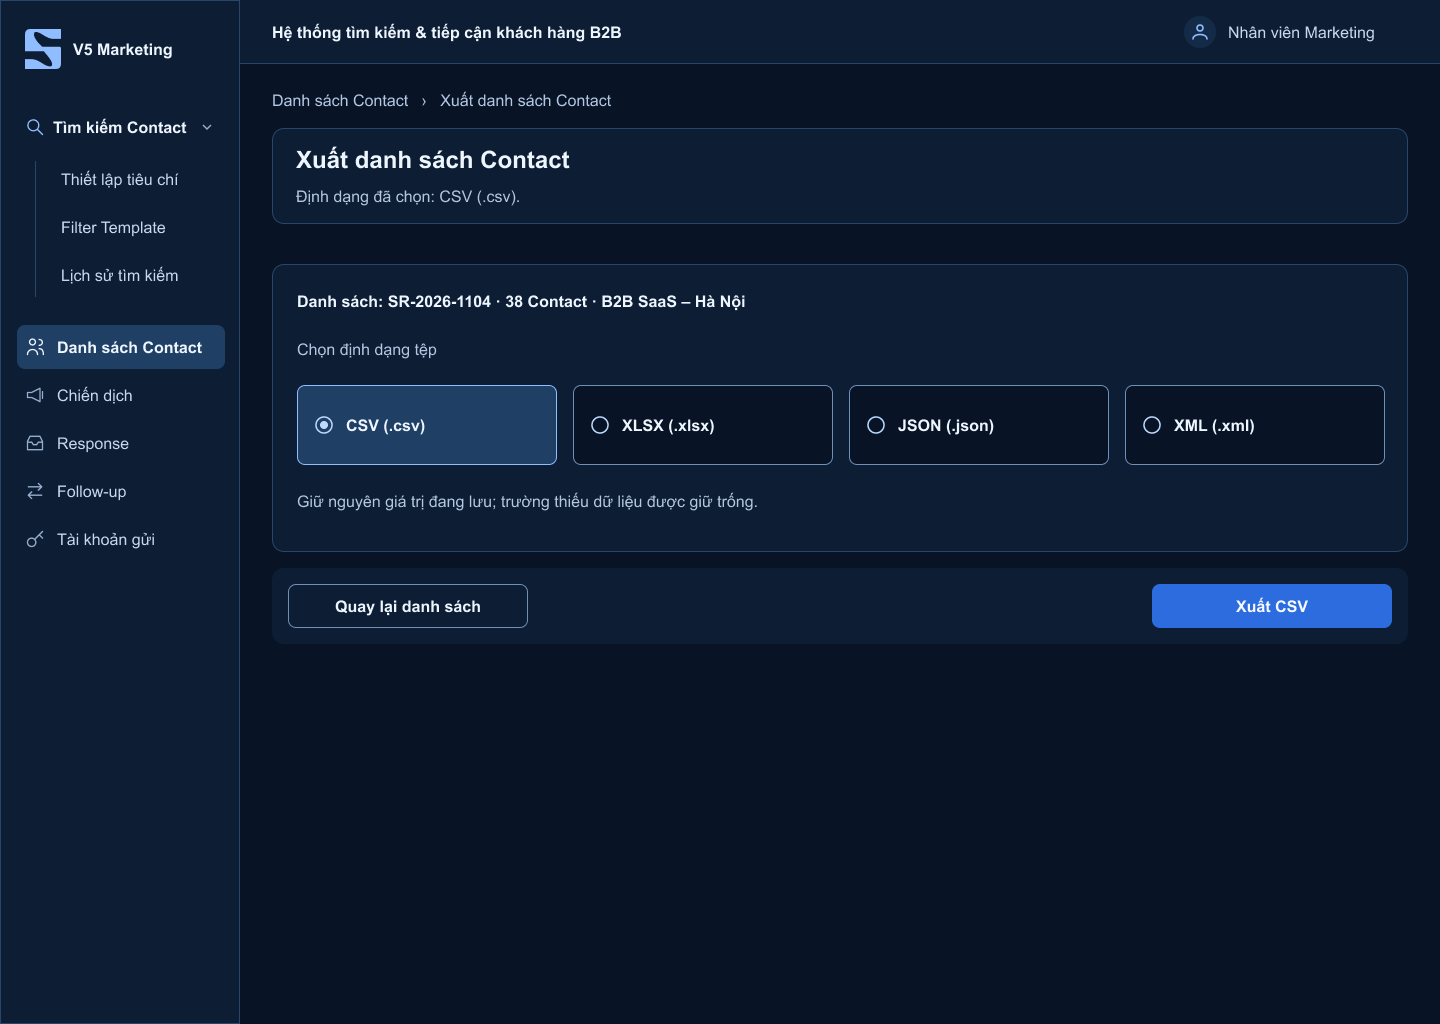 V5 Marketing
Hệ thống tìm kiếm & tiếp cận khách hàng B2B
Nhân viên Marketing
Tìm kiếm Contact
Thiết lập tiêu chí
Filter Template
Lịch sử tìm kiếm
Danh sách Contact
Chiến dịch
Response
Follow-up
Tài khoản gửi
Danh sách Contact › Xuất danh sách Contact
Xuất danh sách Contact
Định dạng đã chọn: CSV (.csv).
Danh sách: SR-2026-1104 · 38 Contact · B2B SaaS – Hà Nội
Chọn định dạng tệp
CSV (.csv)
XLSX (.xlsx)
JSON (.json)
XML (.xml)
Giữ nguyên giá trị đang lưu; trường thiếu dữ liệu được giữ trống.
Quay lại danh sách
Xuất CSV